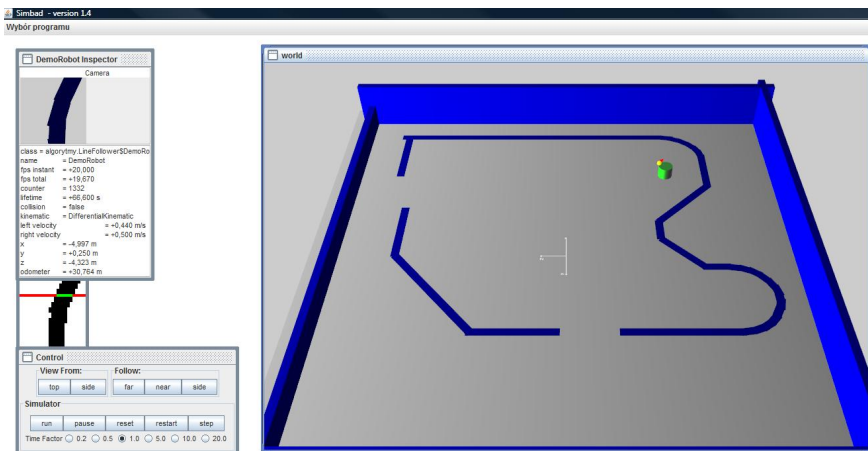 Simbad - version 1.4
Wybór programu
DemoRobot Inspector
Camera
class = algorytmy.LineFollower$DemoRo
name = DemoRobot
fps instant = +20,000
fps total = +19,670
counter = 1332
lifetime = +66,600 s
collision = false
kinematic = DifferentialKinematic
left velocity = +0,440 m/s
right velocity = +0,500 m/s
x = -4,997 m
y = +0,250 m
z = -4,323 m
odometer = +30,764 m
world
Control
View From: Follow:
top side far near side
Simulator
run pause reset restart step
Time Factor 0.2 0.5 1.0 5.0 10.0 20.0